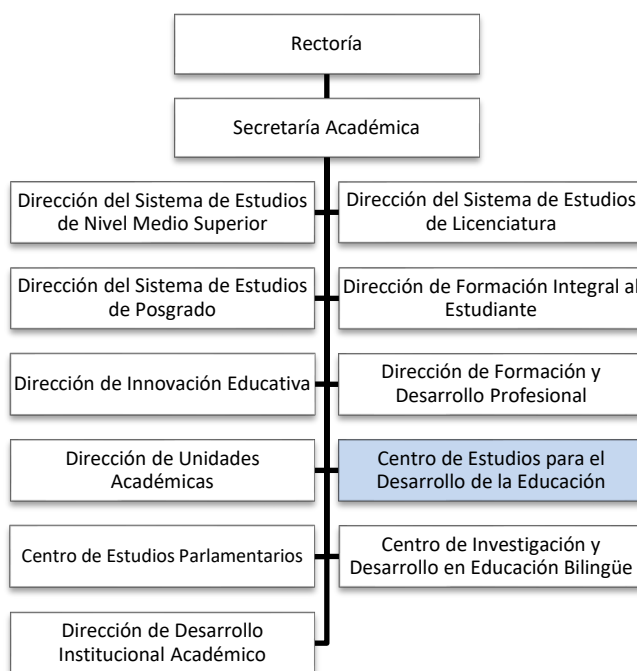 Rectoría
Secretaría Académica
Dirección del Sistema de Estudios
de Nivel Medio Superior
Dirección del Sistema de Estudios
de Licenciatura
Dirección del Sistema de Estudios
de Posgrado
Dirección de Formación Integral al
Estudiante
Dirección de Innovación Educativa
Dirección de Formación y
Desarrollo Profesional
Dirección de Unidades
Académicas
Centro de Estudios para el
Desarrollo de la Educación
Centro de Estudios Parlamentarios
Centro de Investigación y
Desarrollo en Educación Bilingüe
Dirección de Desarrollo
Institucional Académico